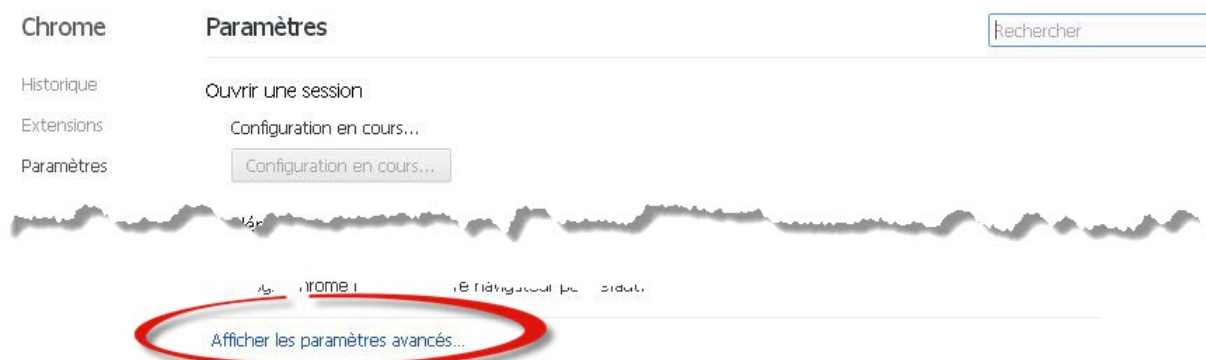 Chrome
Paramètres
Rechercher
Historique
Ouvrir une session
Extensions
Configuration en cours...
Paramètres
Configuration en cours...
Afficher les paramètres avancés...